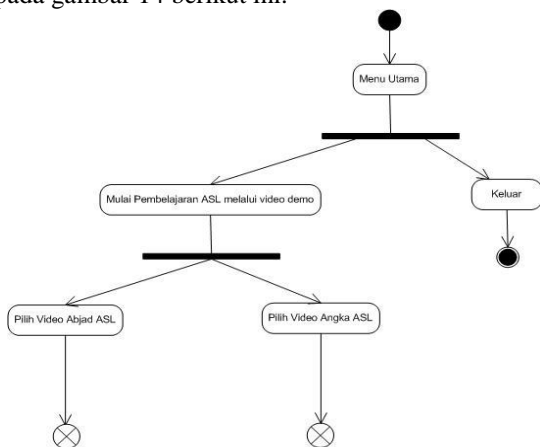 pada gambar 14 berikut ini.
Menu Utama
Mulai Pembelajaran ASL melalui video demo
Keluar
Pilih Video Abjad ASL
Pilih Video Angka ASL